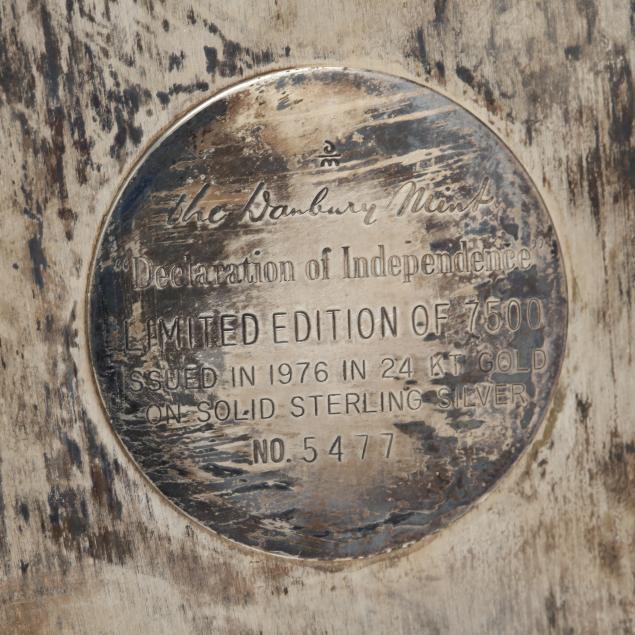 the Danbury Mint
"Declaration of Independence"
LIMITED EDITION OF 7500
ISSUED IN 1976 IN 24 KT GOLD
ON SOLID STERLING SILVER
NO. 5477